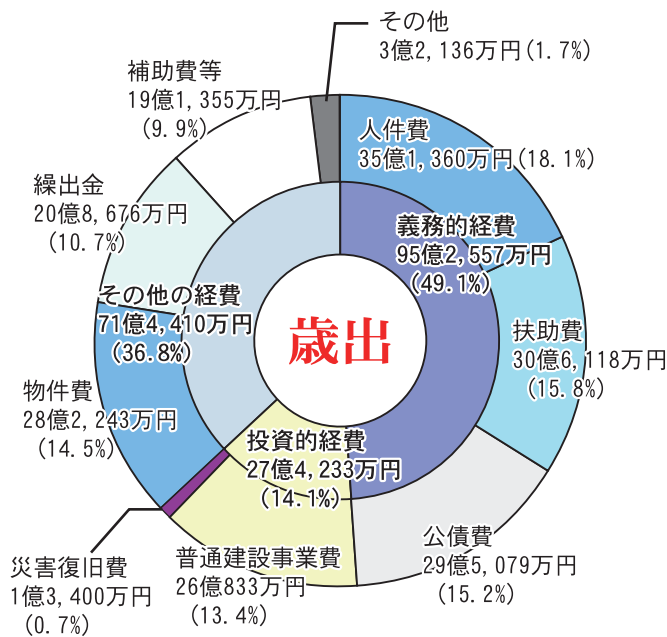 その他
3億2,136万円(1.7%)
補助費等
19億1,355万円
(9.9%)
人件費
35億1,360万円(18.1%)
繰出金
20億8,676万円
(10.7%)
義務的経費
95億2,557万円
(49.1%)
その他の経費
71億4,410万円
(36.8%)
歳出
扶助費
30億6,118万円
(15.8%)
物件費
28億2,243万円
(14.5%)
投資的経費
27億4,233万円
(14.1%)
公債費
29億5,079万円
(15.2%)
普通建設事業費
26億833万円
(13.4%)
災害復旧費
1億3,400万円
(0.7%)